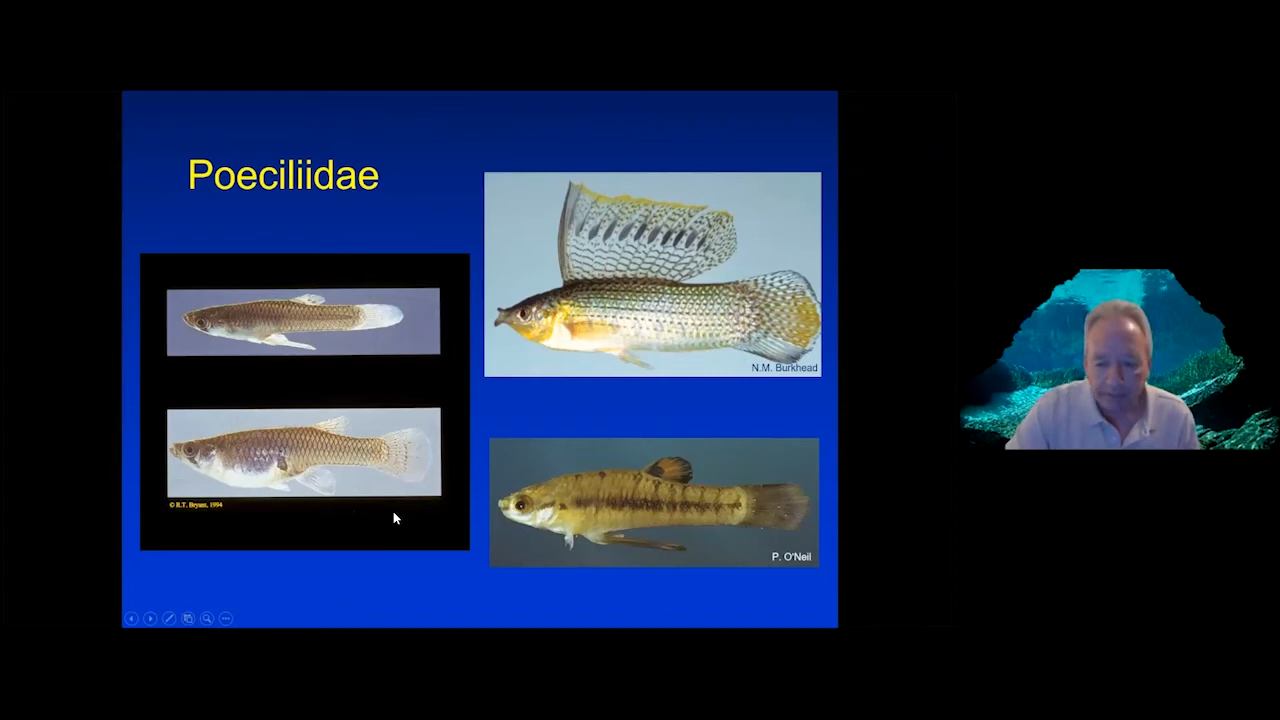 Poeciliidae
N.M. Burkhead
© R.T. Bryant, 1994
P. O'Neil